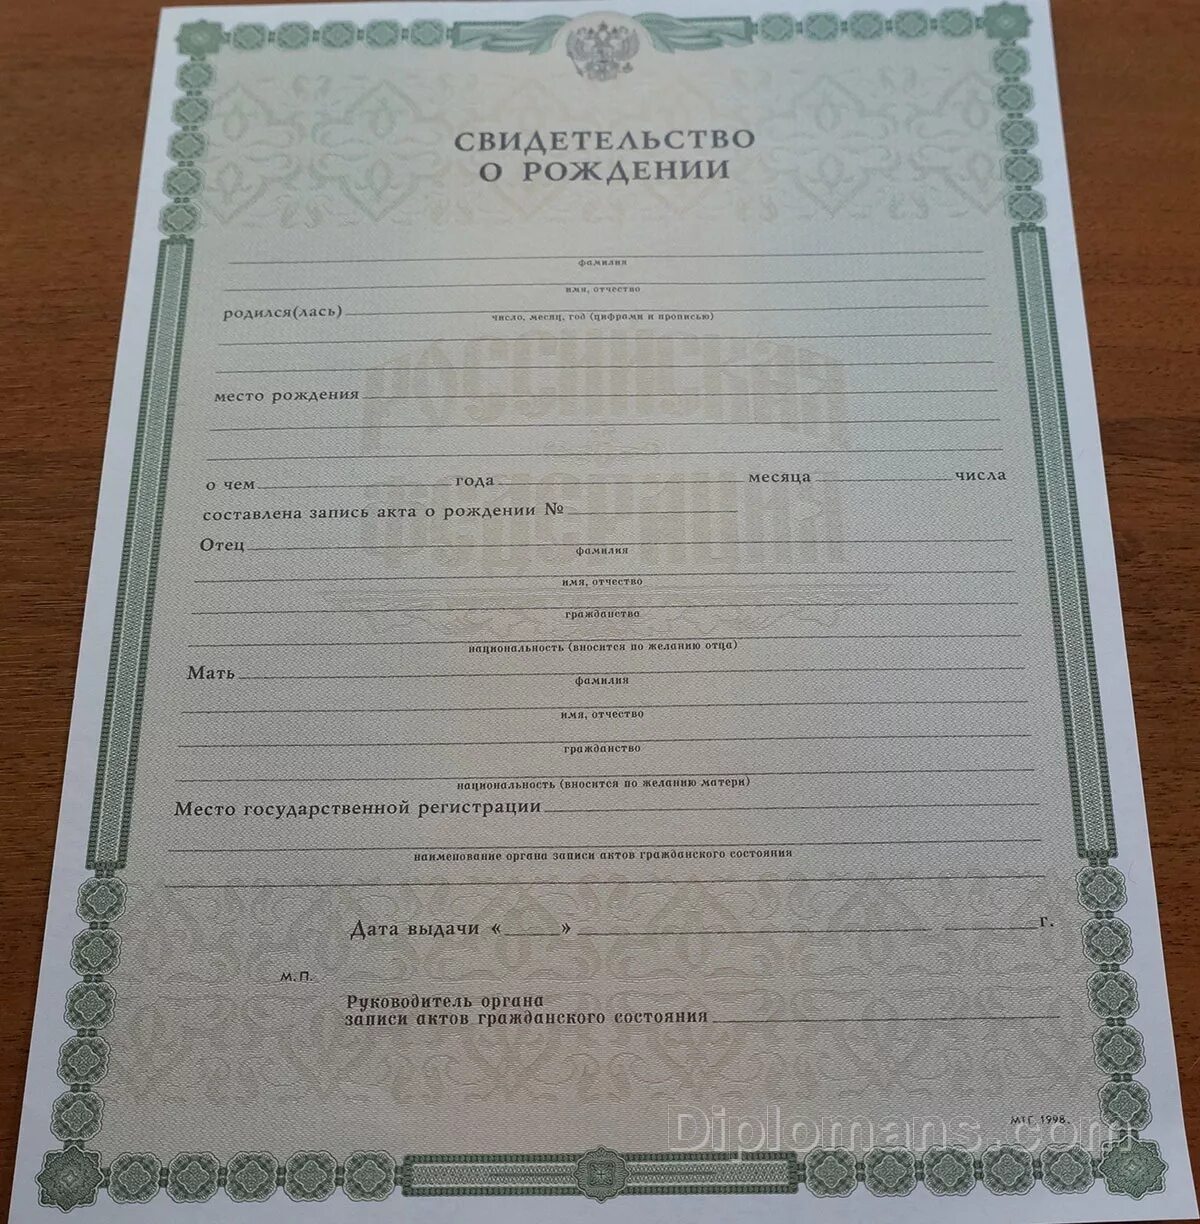 СВИДЕТЕЛЬСТВО
О РОЖДЕНИИ
фамилия
имя, отчество
родился(лась)
число, месяц, год (цифрами и прописью)
РОССИЙСКАЯ
место рождения
ФЕДЕРАЦИЯ
о чем года месяца числа
составлена запись акта о рождении №
Отец
фамилия
имя, отчество
гражданство
национальность (вносится по желанию отца)
Мать
фамилия
имя, отчество
гражданство
национальность (вносится по желанию матери)
Место государственной регистрации
наименование органа записи актов гражданского состояния
Дата выдачи « » г.
М.П.
Руководитель органа
записи актов гражданского состояния
МТГ, 1998.
Diplomans.com